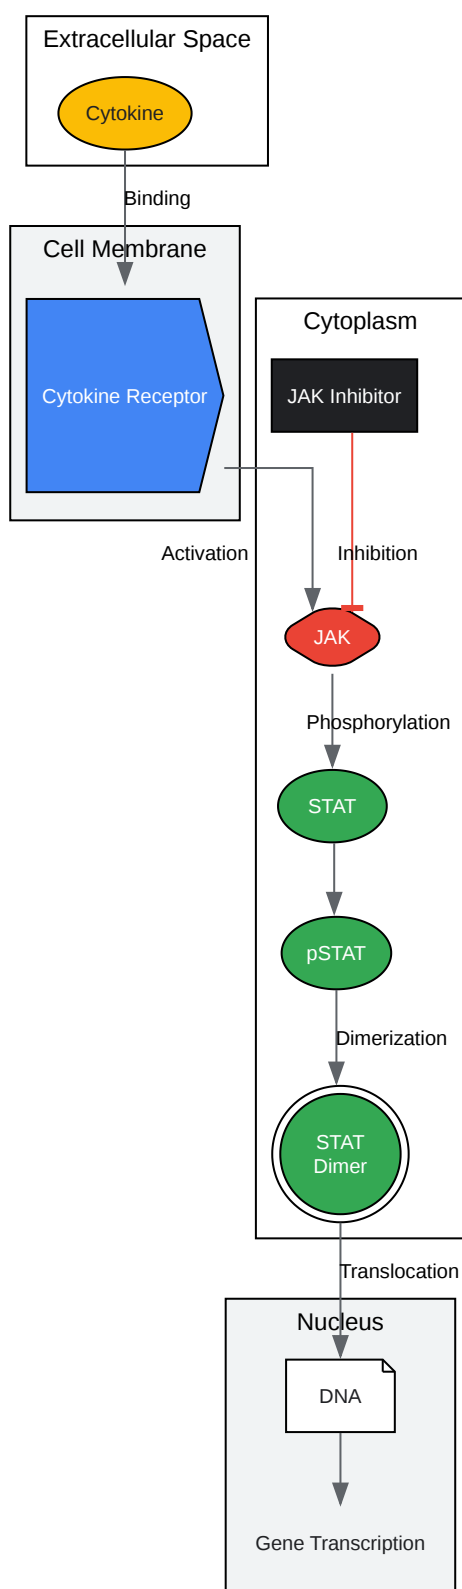 Extracellular Space
Cytokine
Binding
Cell Membrane
Cytokine Receptor
Cytoplasm
JAK Inhibitor
Activation
Inhibition
JAK
Phosphorylation
STAT
pSTAT
Dimerization
STAT
Dimer
Translocation
Nucleus
DNA
Gene Transcription